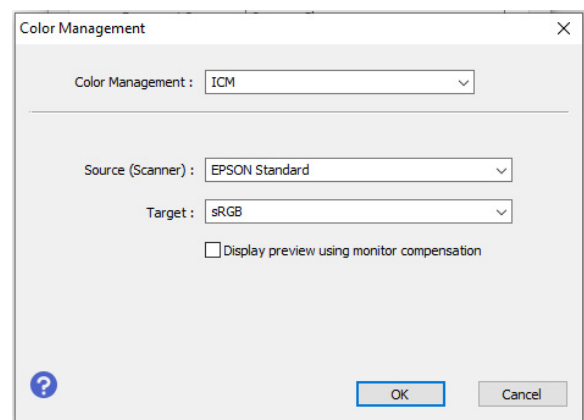 Color Management
Color Management : ICM
Source (Scanner) : EPSON Standard
Target : sRGB
Display preview using monitor compensation
?
OK Cancel